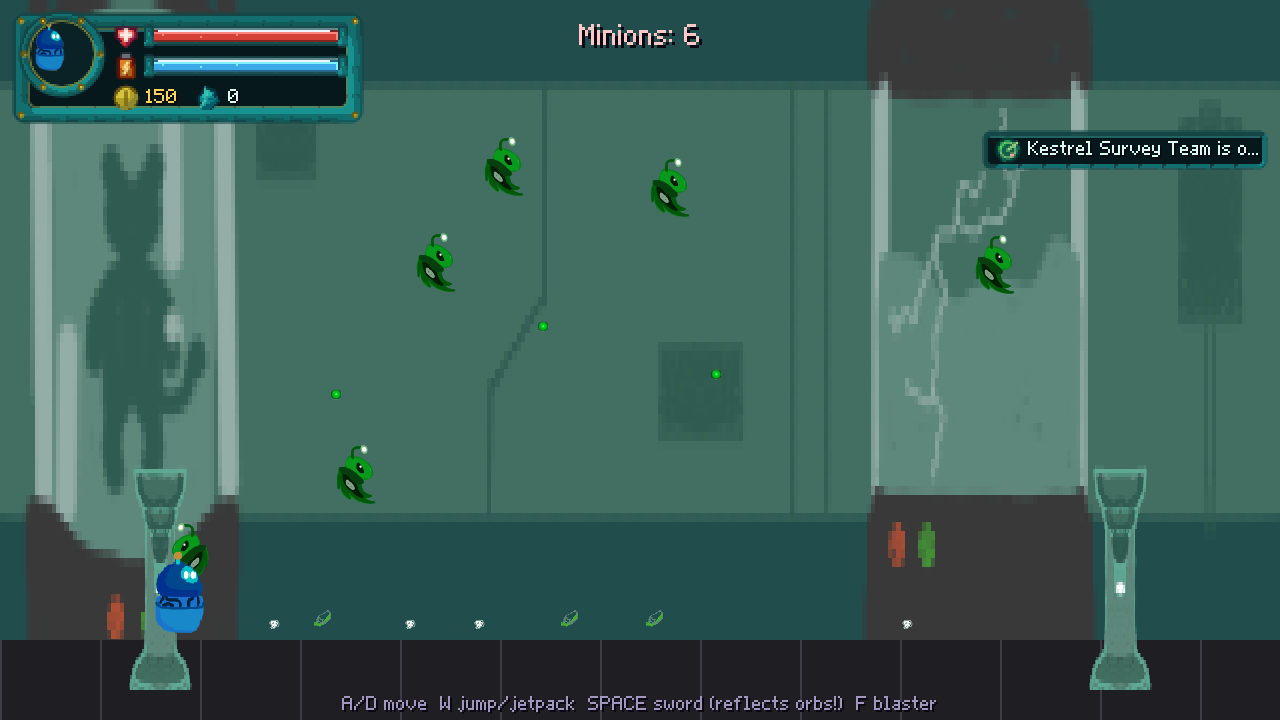 Minions: 6
150
0
Kestrel Survey Team is o...
A/D move W jump/jetpack SPACE sword (reflects orbs!) F blaster